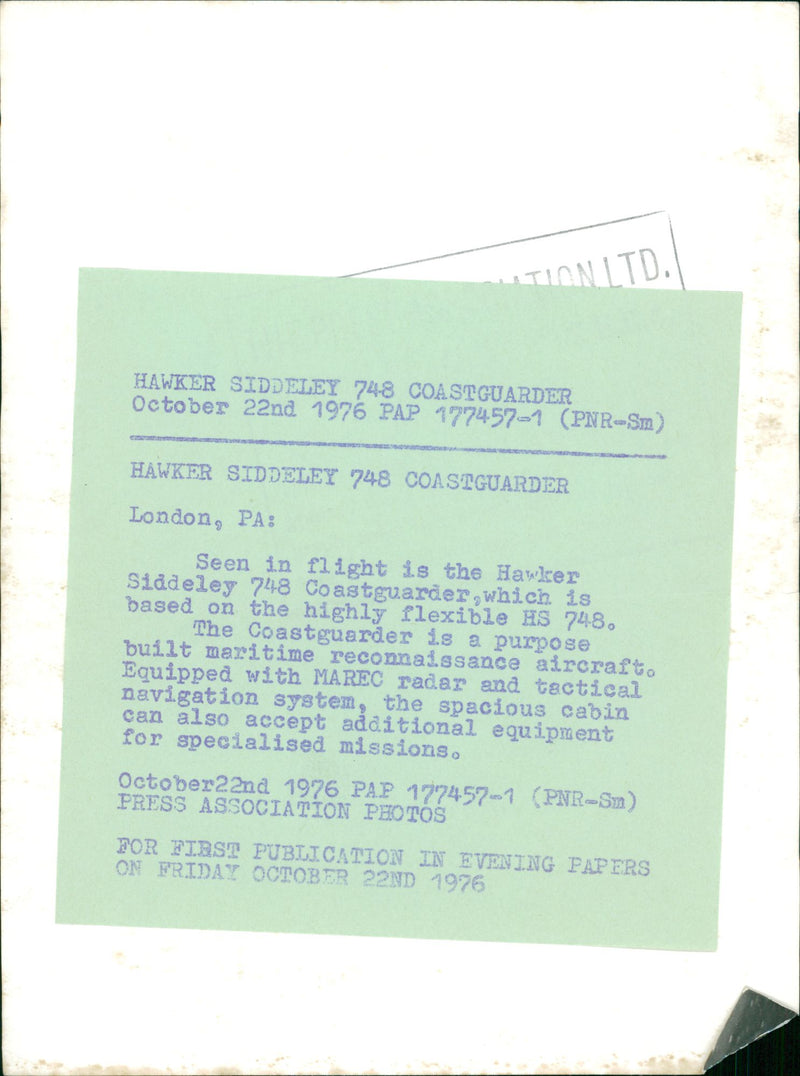 LTD.
HAWKER SIDDELEY 748 COASTGUARDER
October 22nd 1976 PAP 177457-1 (PNR-Sm)
HAWKER SIDDELEY 748 COASTGUARDER
London, PA:
Seen in flight is the Hawker
Siddeley 748 Coastguarder,which is
based on the highly flexible HS 748.
The Coastguarder is a purpose
built maritime reconnaissance aircraft.
Equipped with MAREC radar and tactical
navigation system, the spacious cabin
can also accept additional equipment
for specialised missions.
October22nd 1976 PAP 177457-1 (PNR-Sm)
PRESS ASSOCIATION PHOTOS
FOR FIRST PUBLICATION IN EVENING PAPERS
ON FRIDAY OCTOBER 22ND 1976